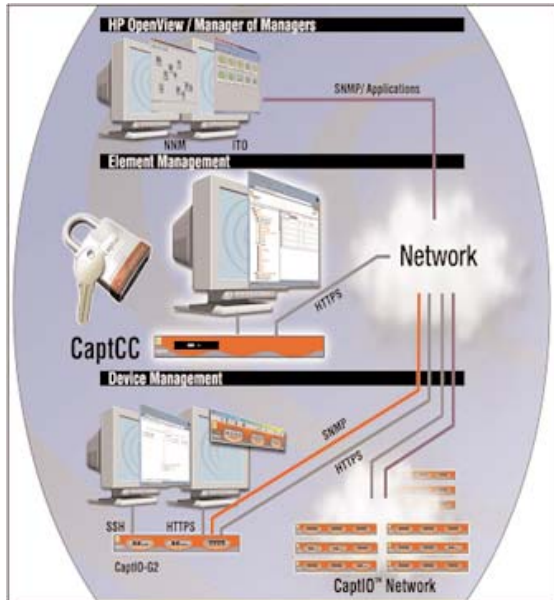 HP OpenView / Manager of Managers
SNMP/ Applications
NNM
ITO
Element Management
Network
HTTPS
CaptCC
Device Management
SNMP
HTTPS
SSH
HTTPS
CaptIO-G2
CaptIO™ Network